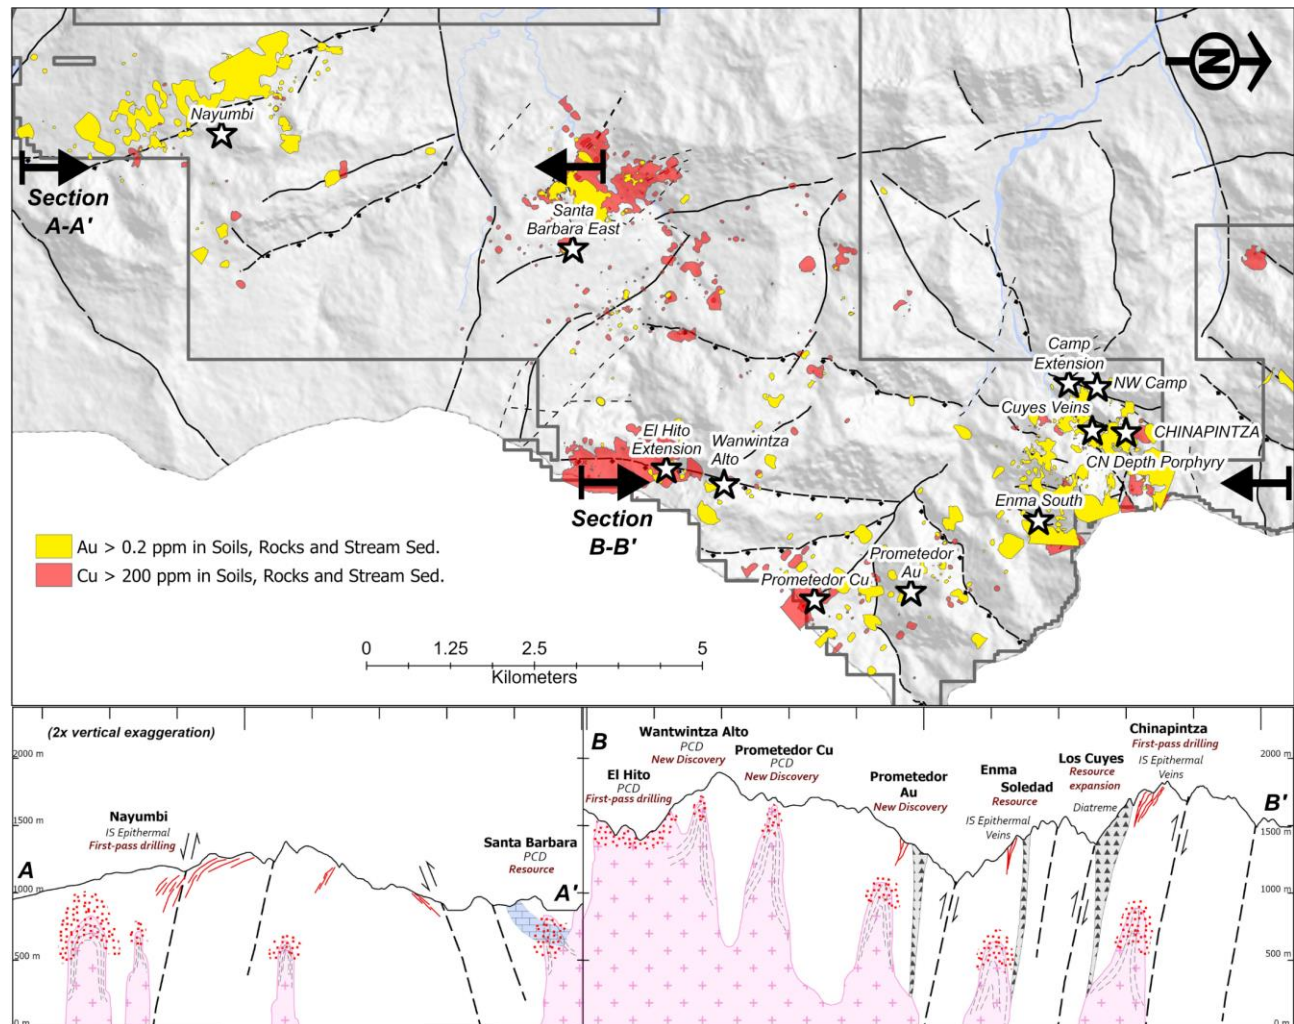 N
Nayumbi
Section
A-A'
Santa
Barbara East
Camp
Extension
NW Camp
Cuyes Veins
CHINAPINTZA
CN Depth Porphyry
El Hito
Extension
Wanwintza
Alto
Enma South
Section
B-B'
Prometedor
Au
Prometedor Cu
Au > 0.2 ppm in Soils, Rocks and Stream Sed.
Cu > 200 ppm in Soils, Rocks and Stream Sed.
0 1.25 2.5 5
Kilometers
(2x vertical exaggeration)
2000 m
1500 m
1000 m
500 m
0 m
A
Nayumbi
IS Epithermal
First-pass drilling
Santa Barbara
PCD
Resource
A'
B
El Hito
PCD
First-pass drilling
Wantwintza Alto
PCD
New Discovery
Prometedor Cu
PCD
New Discovery
Prometedor
Au
New Discovery
Enma
Soledad
Resource
IS Epithermal
Veins
Los Cuyes
Resource
expansion
Diatreme
Chinapintza
First-pass drilling
IS Epithermal
Veins
B'
2000 m
1500 m
1000 m
500 m
0 m